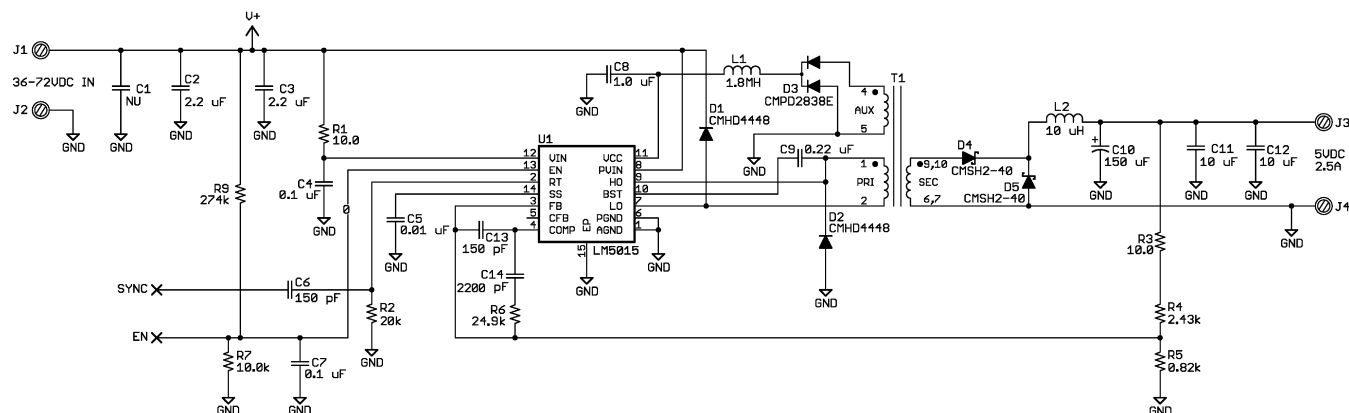 V+
J1
36-72VDC IN
J2
GND
C1
NU
GND
C2
2.2 uF
GND
C3
2.2 uF
GND
R9
274k
R1
10.0
C4
0.1 uF
GND
0
C5
0.01 uF
GND
U1
12 VIN
13 EN
2 RT
14 SS
3 FB
5 CFB
4 COMP
VCC 11
PVIN 8
HO 9
BST 10
LO 7
PGND 6
AGND 1
EP
15
LM5015
GND
GND
C8
1.0 uF
GND
L1
1.8MH
D3
CMPD2838E
D1
CMHD4448
GND
C9 0.22 uF
T1
4
AUX
5
1
PRI
2
9,10
SEC
6,7
D2
CMHD4448
GND
D4
CMSH2-40
D5
CMSH2-40
L2
10 uH
C10
+
150 uF
GND
C11
10 uF
GND
C12
10 uF
GND
J3
5VDC
2.5A
J4
GND
R3
10.0
R4
2.43k
R5
0.82k
GND
C13
150 pF
C14
2200 pF
R6
24.9k
SYNC
C6
150 pF
R2
20k
GND
EN
R7
10.0k
GND
C7
0.1 uF
GND